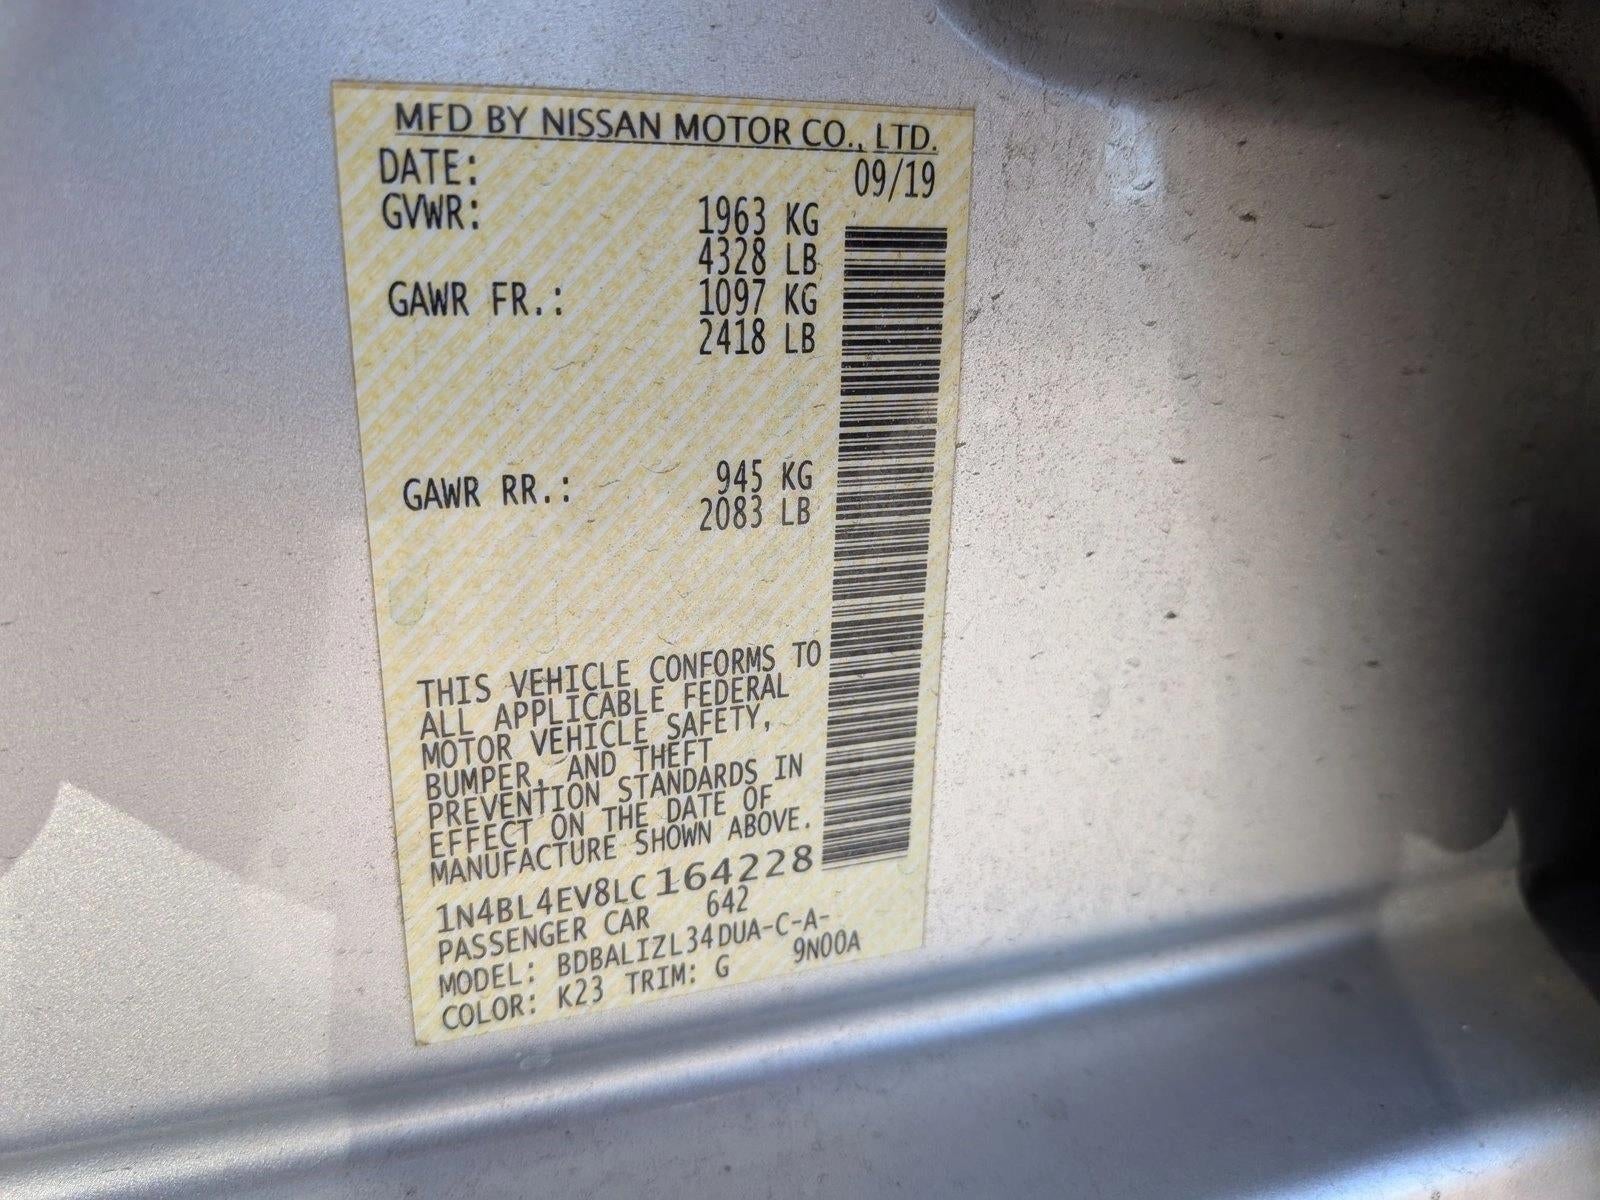 MFD BY NISSAN MOTOR CO., LTD.
DATE: 09/19
GVWR: 1963 KG
4328 LB
GAWR FR.: 1097 KG
2418 LB
GAWR RR.: 945 KG
2083 LB
THIS VEHICLE CONFORMS TO
ALL APPLICABLE FEDERAL
MOTOR VEHICLE SAFETY,
BUMPER, AND THEFT
PREVENTION STANDARDS IN
EFFECT ON THE DATE OF
MANUFACTURE SHOWN ABOVE.
1N4BL4EV8LC164228
PASSENGER CAR 642
MODEL: BDBALIZL34DUA-C-A-
COLOR: K23 TRIM: G 9N00A